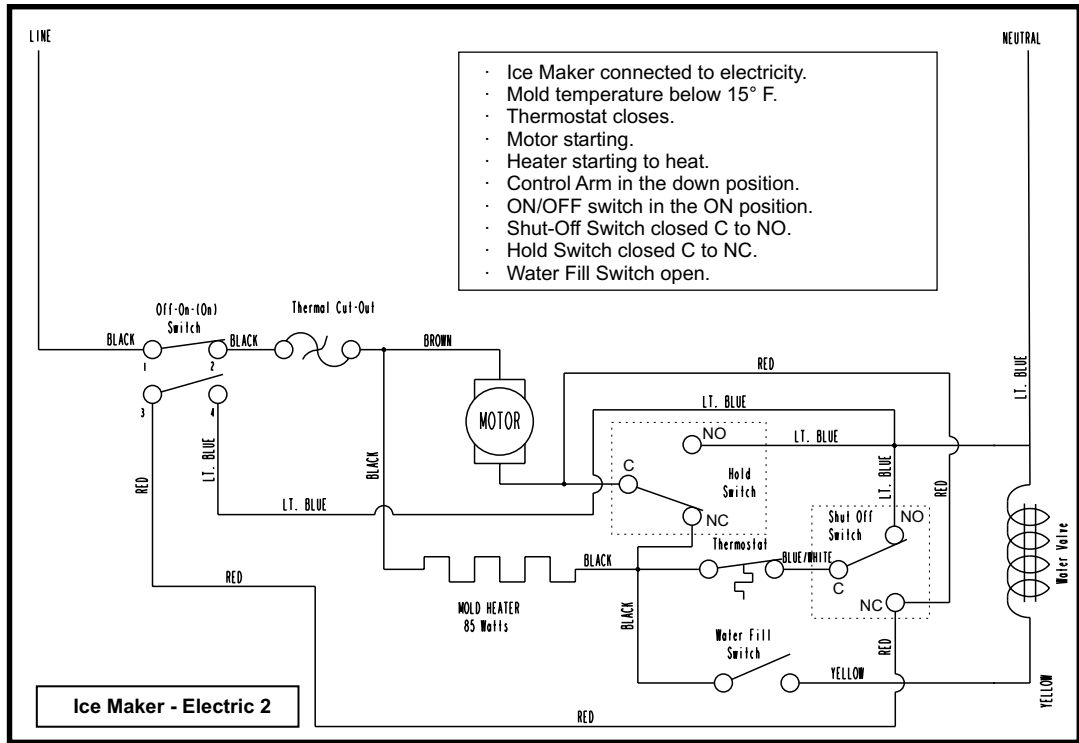 LINE
NEUTRAL
· Ice Maker connected to electricity.
· Mold temperature below 15° F.
· Thermostat closes.
· Motor starting.
· Heater starting to heat.
· Control Arm in the down position.
· ON/OFF switch in the ON position.
· Shut-Off Switch closed C to NO.
· Hold Switch closed C to NC.
· Water Fill Switch open.
Off-On-(On)
Switch
Thermal Cut-Out
BLACK
BLACK
BROWN
1
2
3
4
RED
LT. BLUE
LT. BLUE
MOTOR
NO
LT. BLUE
C
Hold
Switch
NC
LT. BLUE
RED
BLACK
RED
LT. BLUE
LT. BLUE
Shut Off
Switch
NO
Thermostat
BLACK
BLUE/WHITE
C
NC
Water Valve
RED
MOLD HEATER
85 Watts
BLACK
Water Fill
Switch
RED
YELLOW
YELLOW
RED
Ice Maker - Electric 2